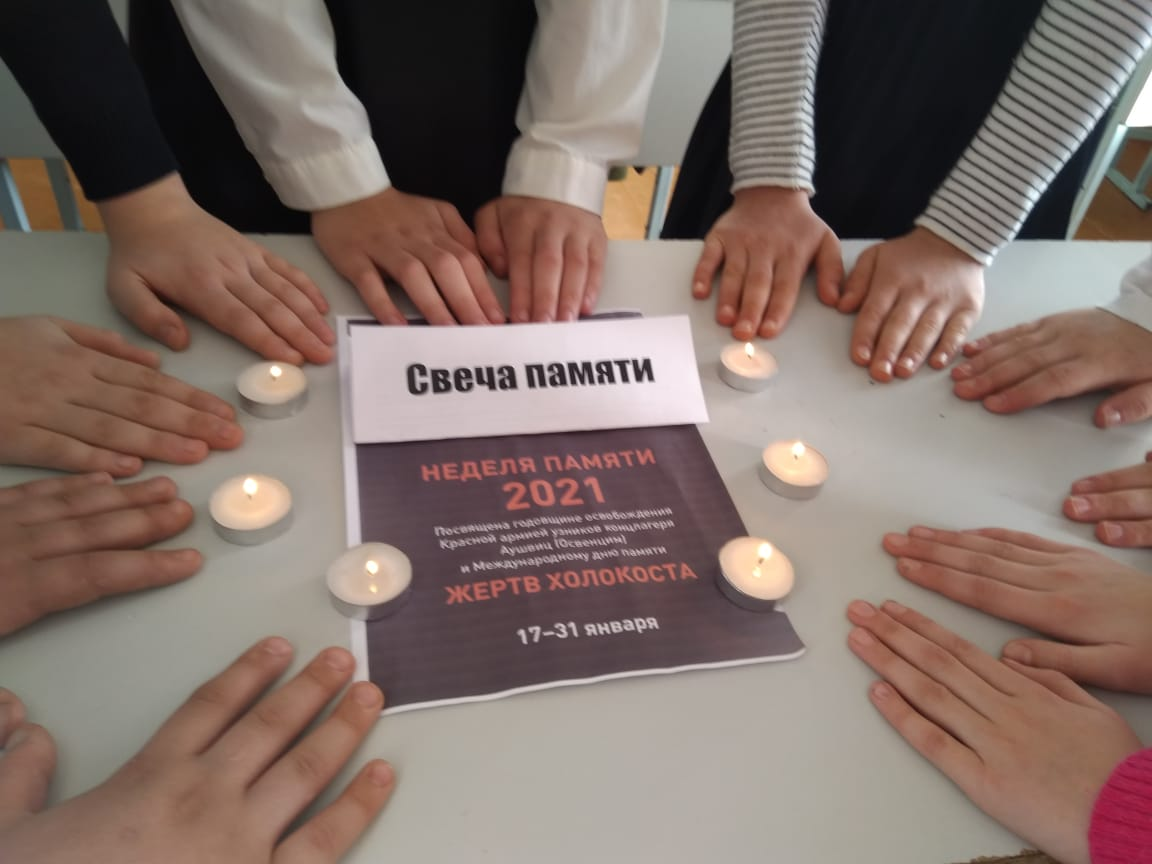 Свеча памяти
НЕДЕЛЯ ПАМЯТИ
2021
Посвящена годовщине освобождения
Красной армией узников концлагеря
Аушвиц (Освенцим)
и Международному дню памяти
ЖЕРТВ ХОЛОКОСТА
17–31 января